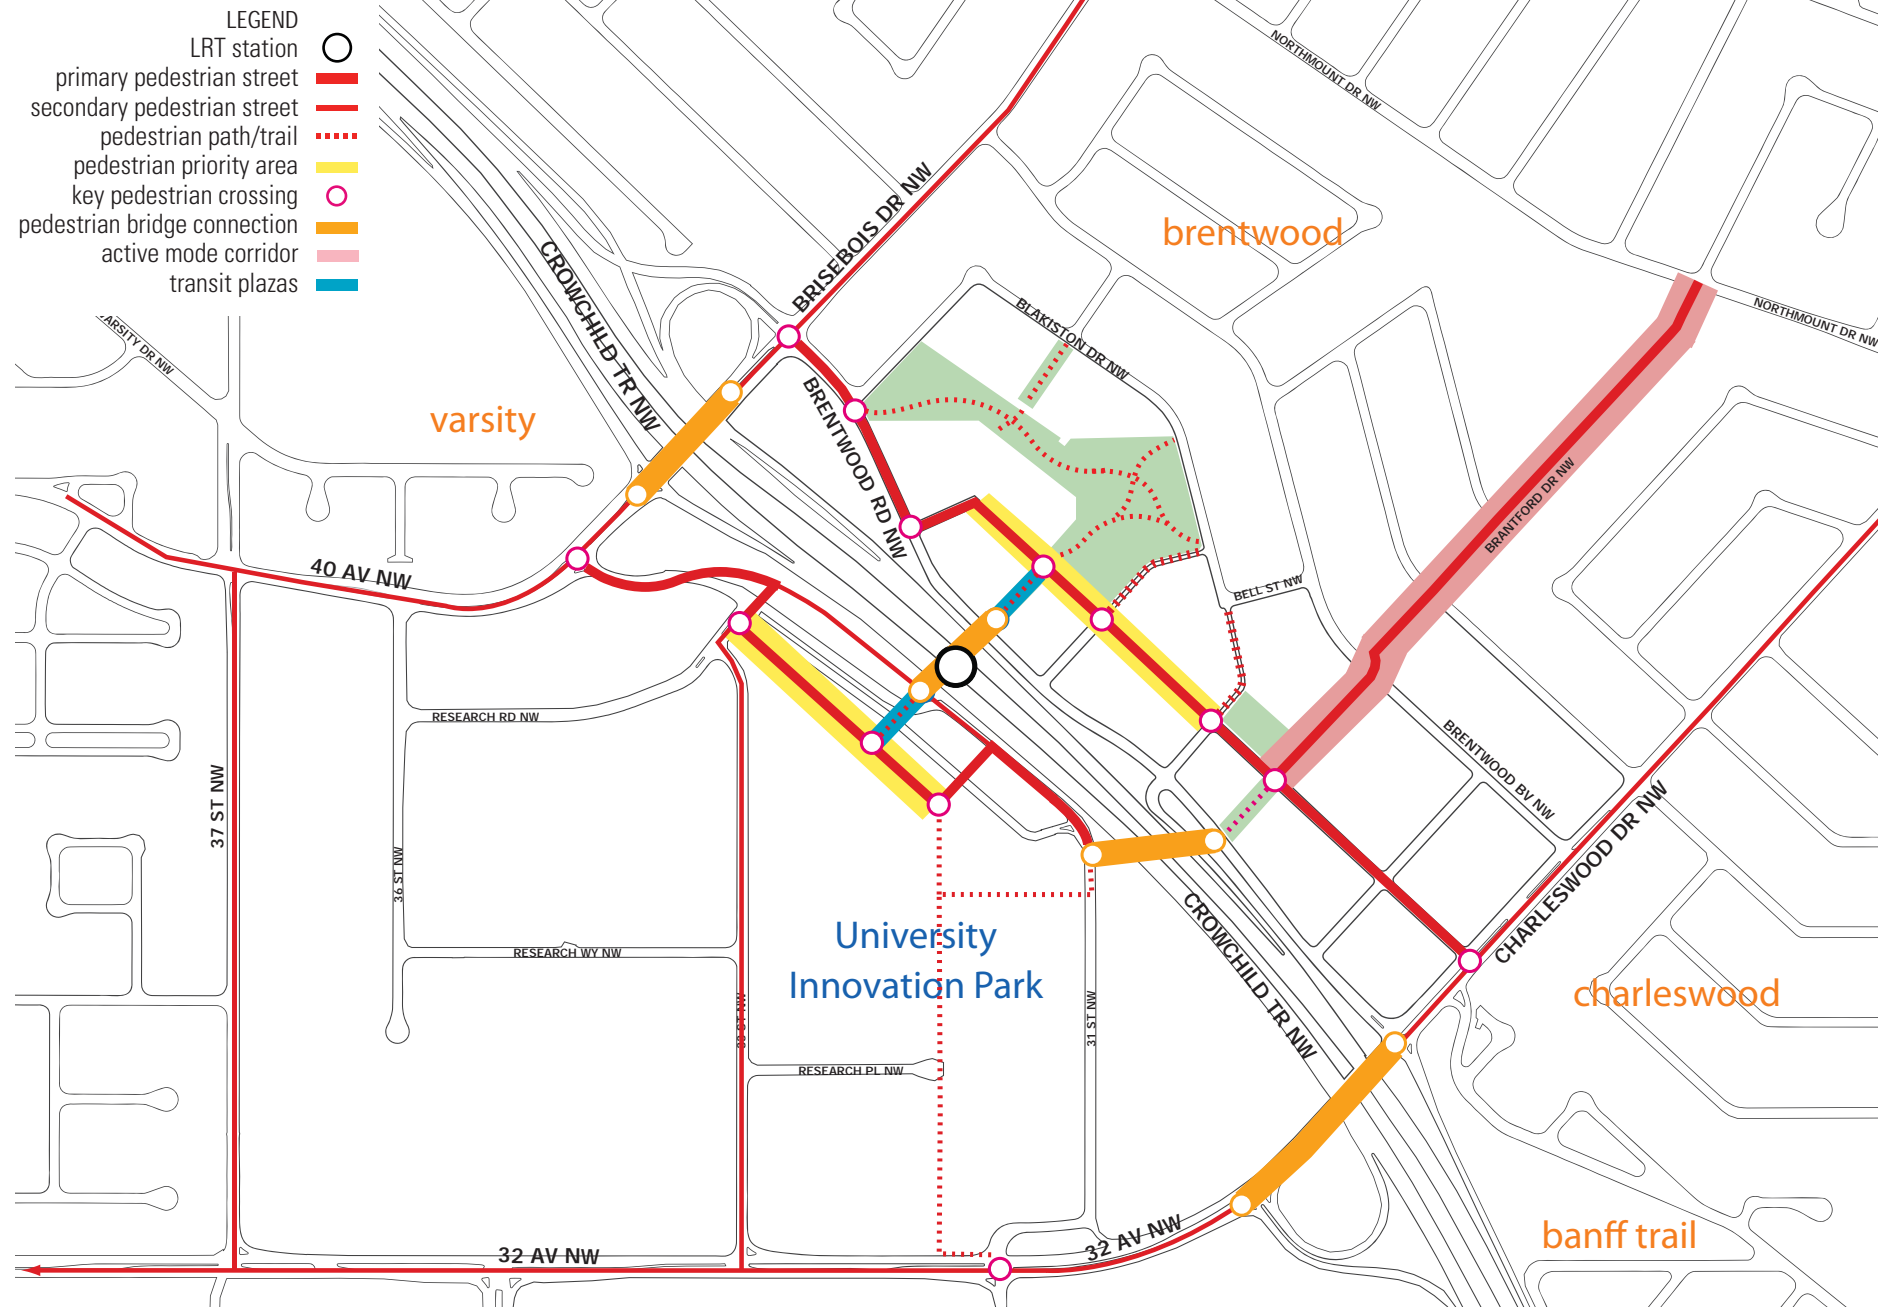 LEGEND
LRT station
primary pedestrian street
secondary pedestrian street
pedestrian path/trail
pedestrian priority area
key pedestrian crossing
pedestrian bridge connection
active mode corridor
transit plazas
NORTHMOUNT DR NW
BRISEBOIS DR NW
brentwood
CROWCHILD TR NW
BLAKISTON DR NW
NORTHMOUNT DR NW
VARSITY DR NW
varsity
BRENTWOOD RD NW
BRANTFORD DR NW
40 AV NW
BELL ST NW
RESEARCH RD NW
BRENTWOOD BV NW
37 ST NW
CHARLESWOOD DR NW
36 ST NW
University
Innovation Park
RESEARCH WY NW
CROWCHILD TR NW
charleswood
31 ST NW
RESEARCH PL NW
32 AV NW
32 AV NW
banff trail